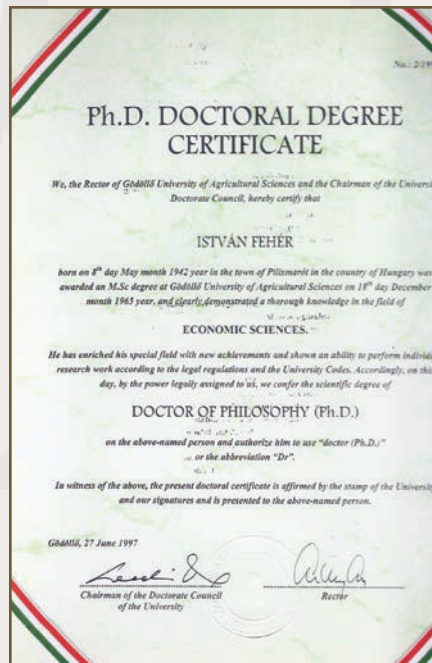 No.:
Ph.D. DOCTORAL DEGREE
CERTIFICATE
We, the Rector of Gödöllő University of Agricultural Sciences and the Chairman of the
Doctorate Council, hereby certify that
ISTVÁN FEHÉR
born on 8th day May month 1942 year in the town of Pilismarót in the country of Hungary was
awarded an M.Sc degree at Gödöllő University of Agricultural Sciences on 18th day December
month 1965 year, and clearly demonstrated a thorough knowledge in the field of
ECONOMIC SCIENCES.
He has enriched his special field with new achievements and shown an ability to perform
research work according to the legal regulations and the University Codes. Accordingly, on this
day, by the power legally assigned to us, we confer the scientific degree of
DOCTOR OF PHILOSOPHY (Ph.D.)
on the above-named person and authorize him to use "doctor (Ph.D.)"
or the abbreviation "Dr".
In witness of the above, the present doctoral certificate is affirmed by the stamp of the University
and our signatures and is presented to the above-named person.
Gödöllő, 27 June 1997
Chairman of the Doctorate Council
of the University
Rector